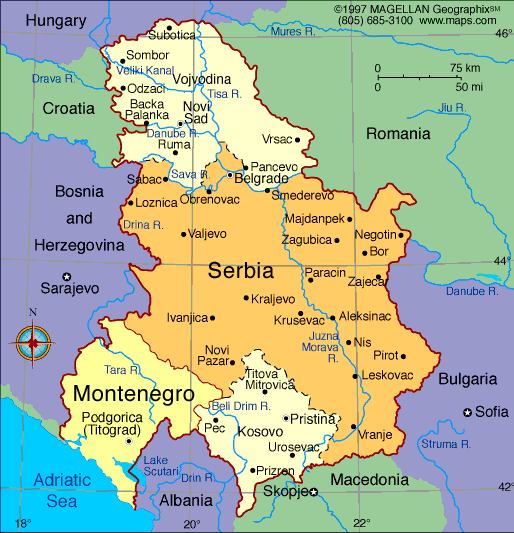 ©1997 MAGELLAN Geographix℠
(805) 685-3100 www.maps.com
Hungary
46°
Mures R.
Subotica
Sombor
Veliki Kanal
Vojvodina
0 75 km
0 50 mi
Drava R.
Odzaci
Tisa R.
Croatia
Backa
Palanka
Novi
Sad
Jiu R.
Danube R.
Ruma
Vrsac
Romania
Pancevo
Sava R.
Sabac
Belgrade
Bosnia
and
Herzegovina
Obrenovac
Smederevo
Loznica
Majdanpek
Drina R.
Valjevo
Zagubica
Negotin
Bor
44°
Serbia
Paracin
Zajecar
Sarajevo
Danube R.
Kraljevo
N
Ivanjica
Krusevac
Aleksinac
Juzna
Morava
R.
Nis
Novi
Pazar
Pirot
Tara R.
Titova
Mitrovica
Leskovac
Bulgaria
Montenegro
Beli Drim R.
Sofia
Podgorica
(Titograd)
Pec
Pristina
Kosovo
Vranje
Struma R.
Urosevac
Lake
Scutari
Prizren
Adriatic
Sea
Drin R.
Macedonia
Skopje
Albania
42°
18°
20°
22°